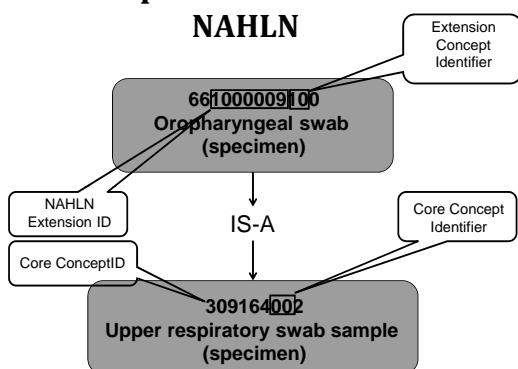 NAHLN
Extension
Concept
Identifier
661000009100
Oropharyngeal swab
(specimen)
NAHLN
Extension ID
IS-A
Core Concept
Identifier
Core ConceptID
309164002
Upper respiratory swab sample
(specimen)